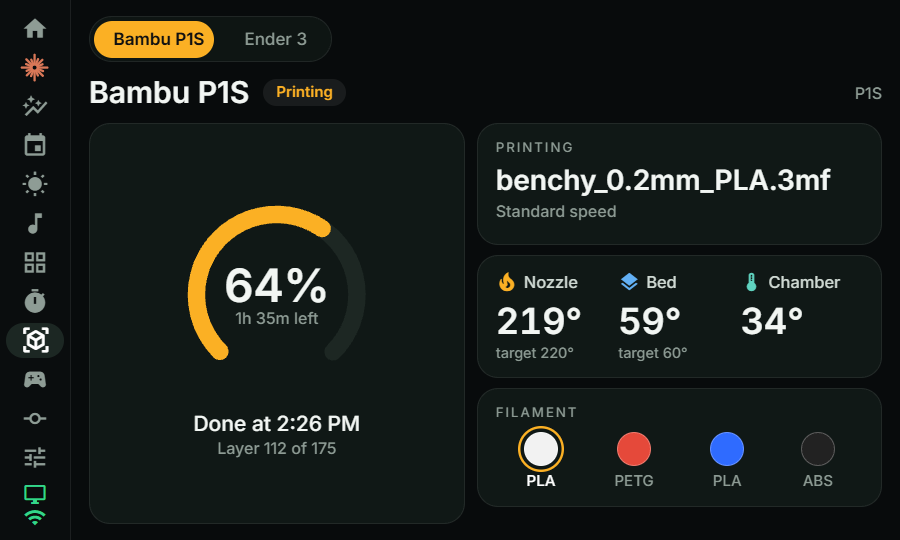 Bambu P1S
Ender 3
Bambu P1S
Printing
P1S
64%
1h 35m left
Done at 2:26 PM
Layer 112 of 175
PRINTING
benchy_0.2mm_PLA.3mf
Standard speed
Nozzle
219°
target 220°
Bed
59°
target 60°
Chamber
34°
FILAMENT
PLA
PETG
PLA
ABS